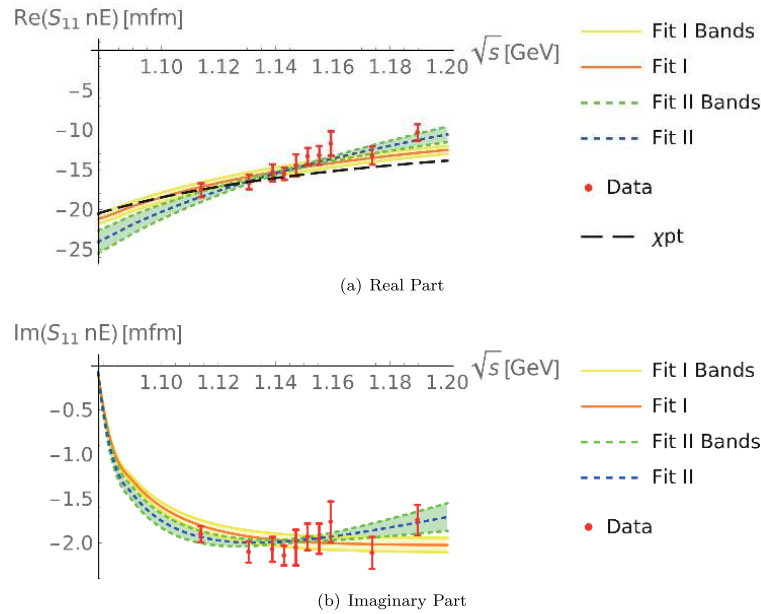 Re(S₁₁ nE) [mfm]
√s [GeV]
1.10 1.12 1.14 1.16 1.18 1.20
−5
−10
−15
−20
−25
Fit I Bands
Fit I
Fit II Bands
Fit II
Data
χpt
(a) Real Part
Im(S₁₁ nE) [mfm]
√s [GeV]
1.10 1.12 1.14 1.16 1.18 1.20
−0.5
−1.0
−1.5
−2.0
Fit I Bands
Fit I
Fit II Bands
Fit II
Data
(b) Imaginary Part